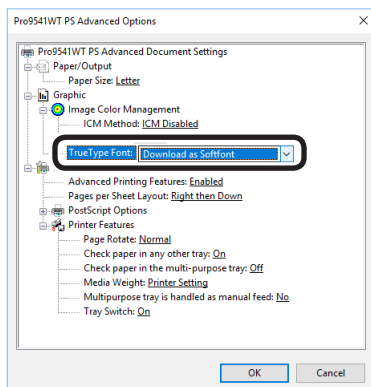 Pro9541WT PS Advanced Options
Pro9541WT PS Advanced Document Settings
Paper/Output
Paper Size: Letter
Graphic
Image Color Management
ICM Method: ICM Disabled
TrueType Font: Download as Softfont
Advanced Printing Features: Enabled
Pages per Sheet Layout: Right then Down
PostScript Options
Printer Features
Page Rotate: Normal
Check paper in any other tray: On
Check paper in the multi-purpose tray: Off
Media Weight: Printer Setting
Multipurpose tray is handled as manual feed: No
Tray Switch: On
OK Cancel